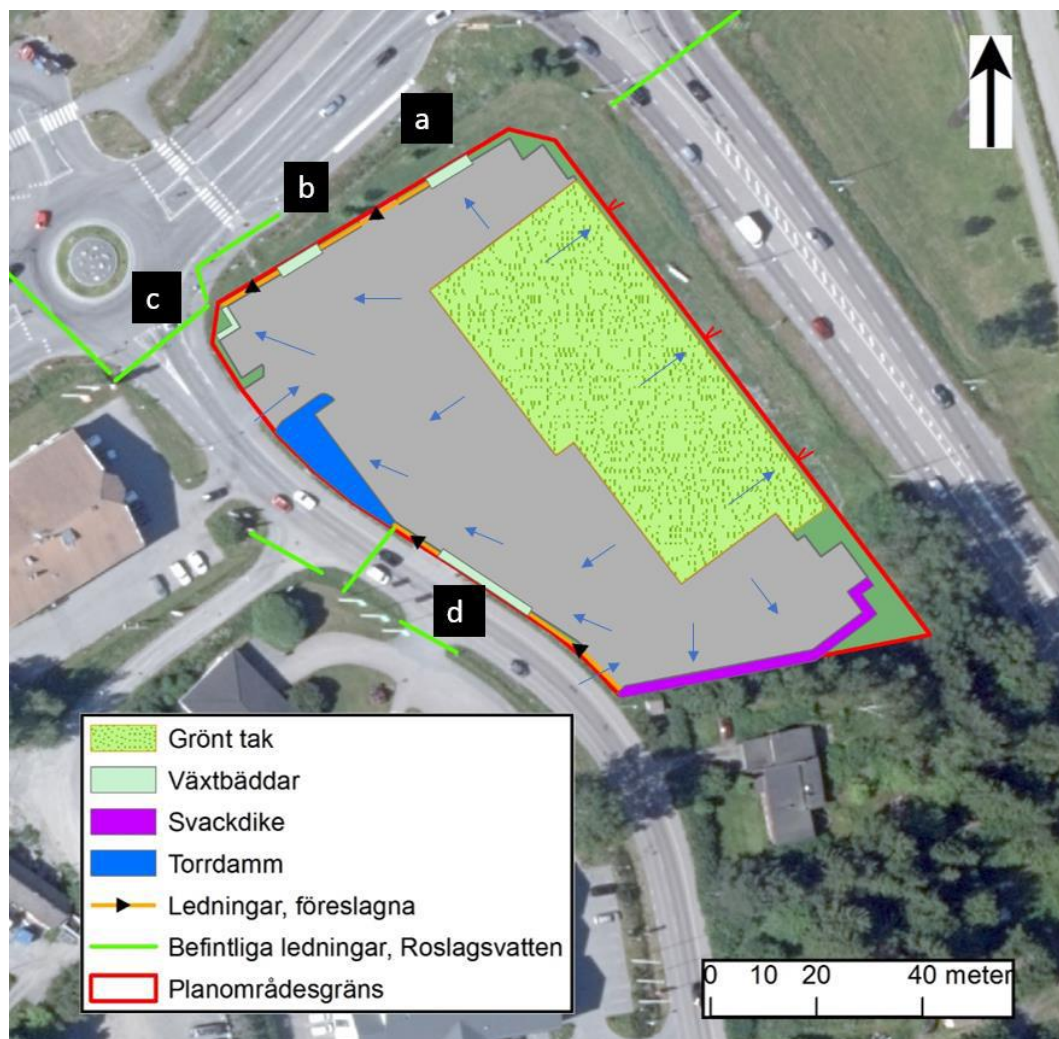 a
b
c
d
Grönt tak
Växtbäddar
Svackdike
Torrdamm
Ledningar, föreslagna
Befintliga ledningar, Roslagsvatten
Planområdesgräns
0 10 20 40 meter